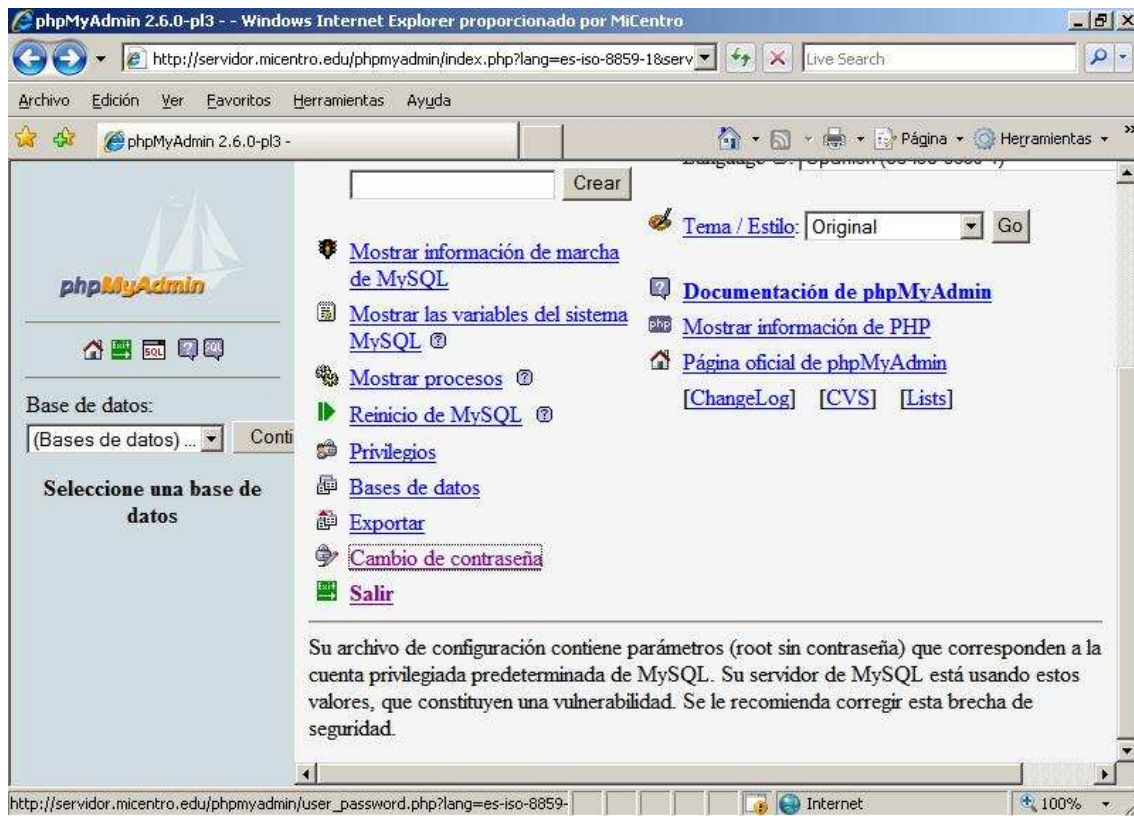 phpMyAdmin 2.6.0-pl3 - - Windows Internet Explorer proporcionado por MiCentro
http://servidor.micentro.edu/phpmyadmin/index.php?lang=es-iso-8859-1&serv
Live Search
Archivo Edición Ver Favoritos Herramientas Ayuda
phpMyAdmin 2.6.0-pl3 -
Página Herramientas
phpMyAdmin
Exit SQL SQL
Base de datos:
(Bases de datos) ... Conti
Seleccione una base de
datos
Crear
Mostrar información de marcha
de MySQL
Mostrar las variables del sistema
MySQL
Mostrar procesos
Reinicio de MySQL
Privilegios
Bases de datos
Exportar
Cambio de contraseña
Exit Salir
Tema / Estilo: Original Go
Documentación de phpMyAdmin
php Mostrar información de PHP
Página oficial de phpMyAdmin
[ChangeLog] [CVS] [Lists]
Su archivo de configuración contiene parámetros (root sin contraseña) que corresponden a la
cuenta privilegiada predeterminada de MySQL. Su servidor de MySQL está usando estos
valores, que constituyen una vulnerabilidad. Se le recomienda corregir esta brecha de
seguridad.
http://servidor.micentro.edu/phpmyadmin/user_password.php?lang=es-iso-8859-
Internet
100%